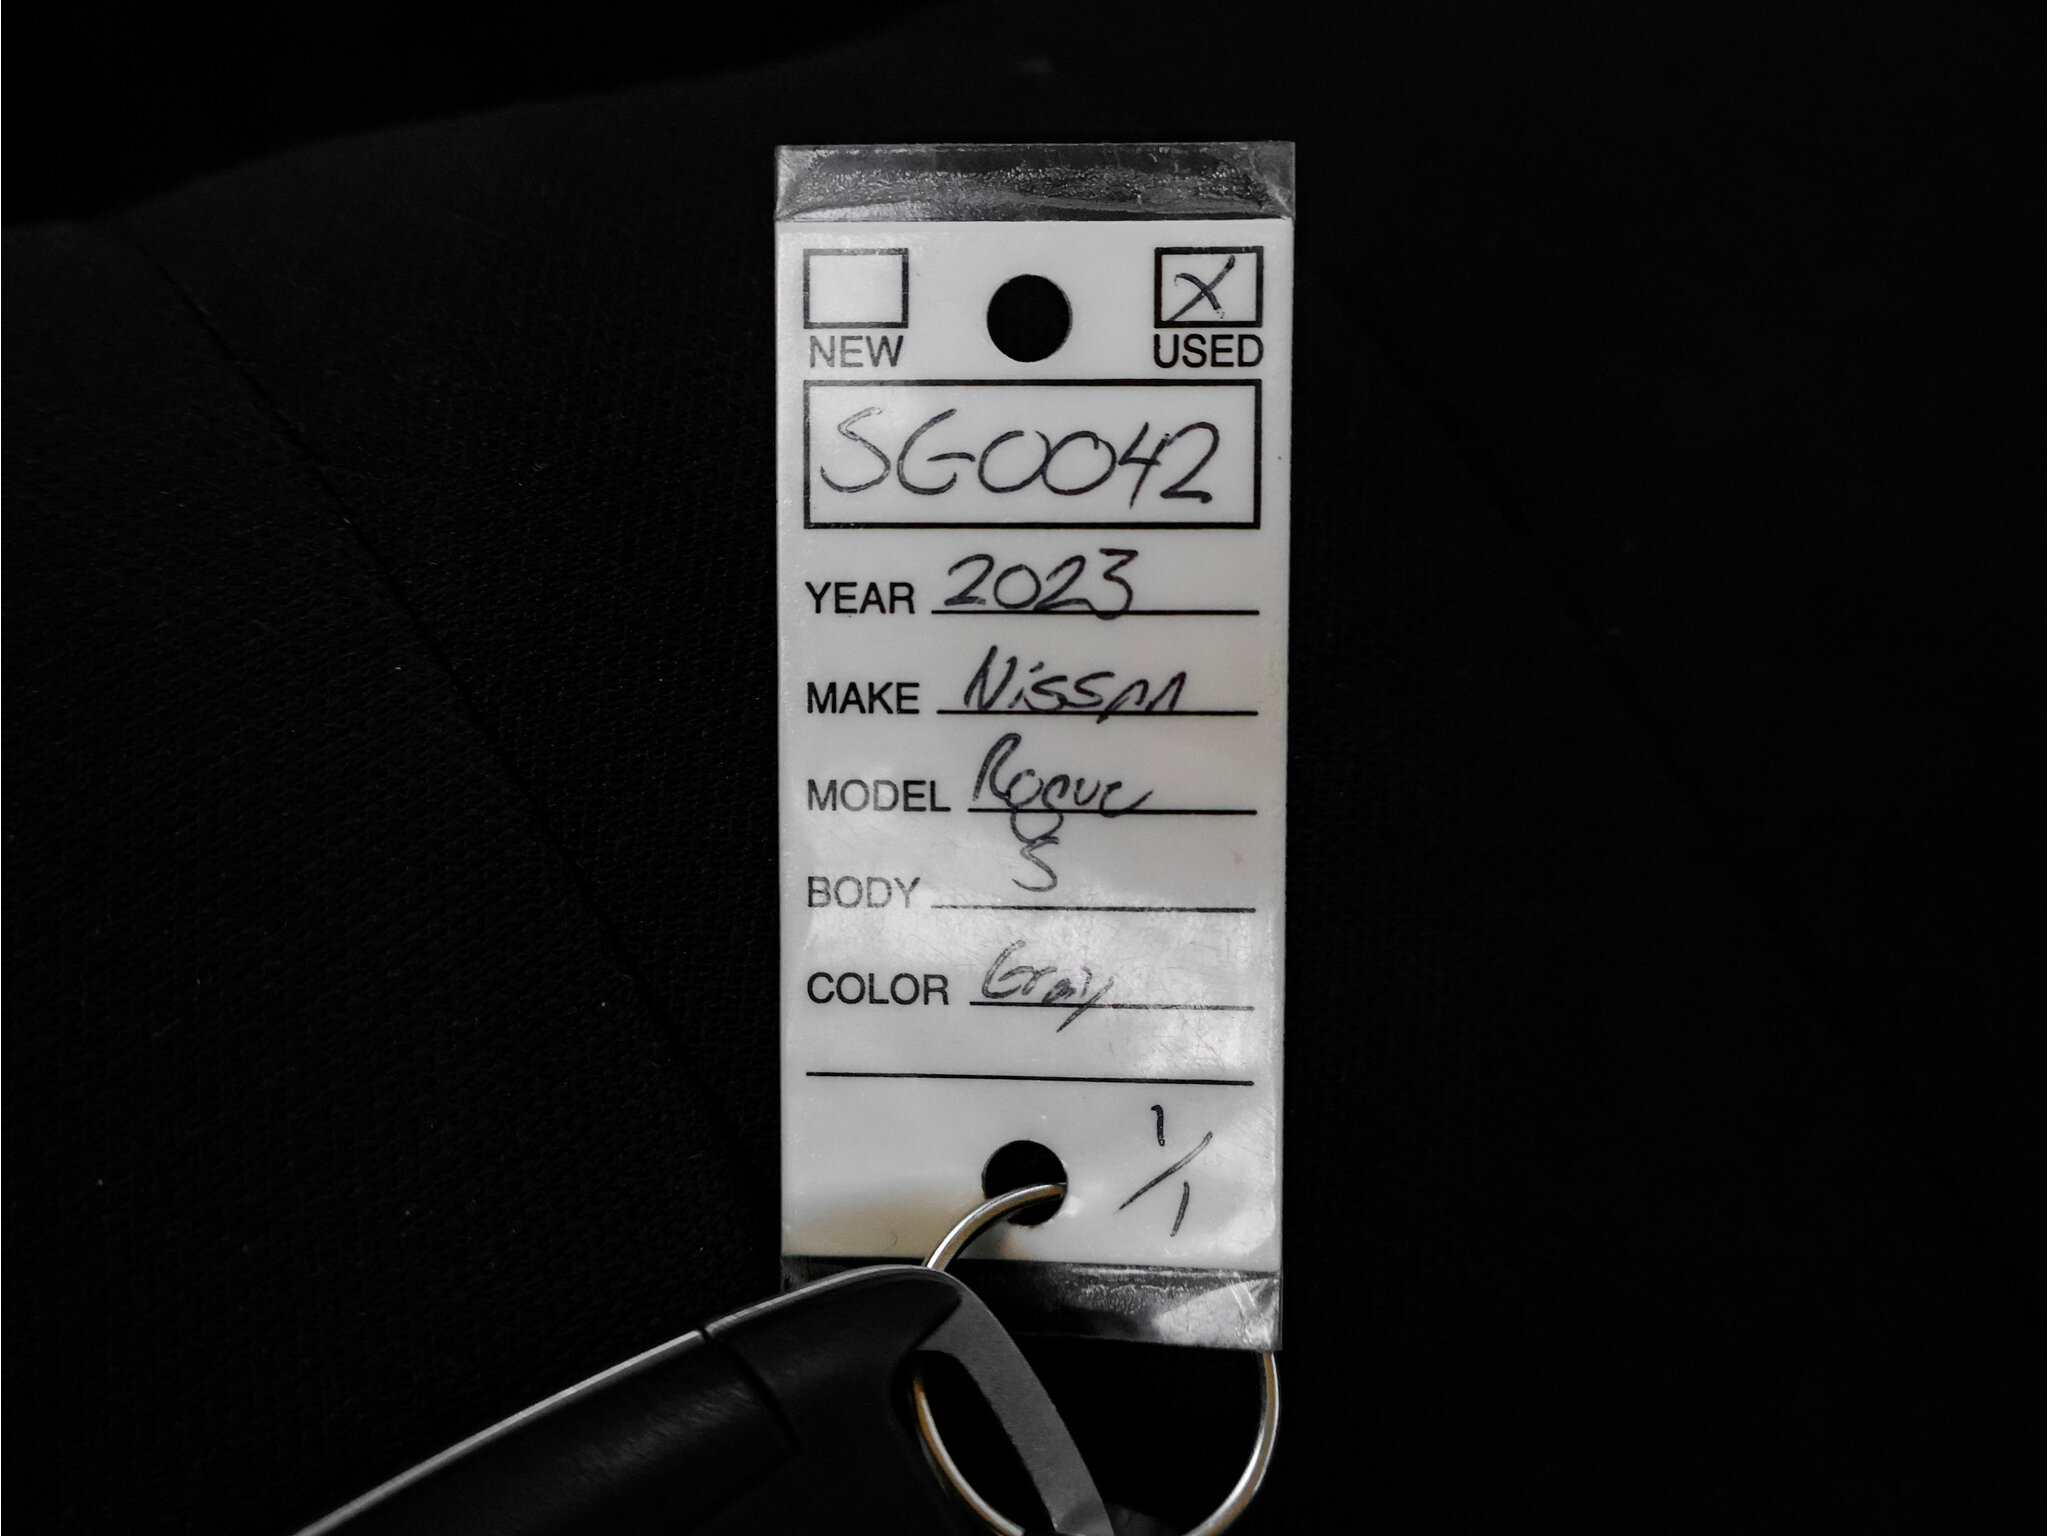 NEW USED
SG0042
YEAR 2023
MAKE Nissan
MODEL Rogue
BODY S
COLOR Gray
1/1